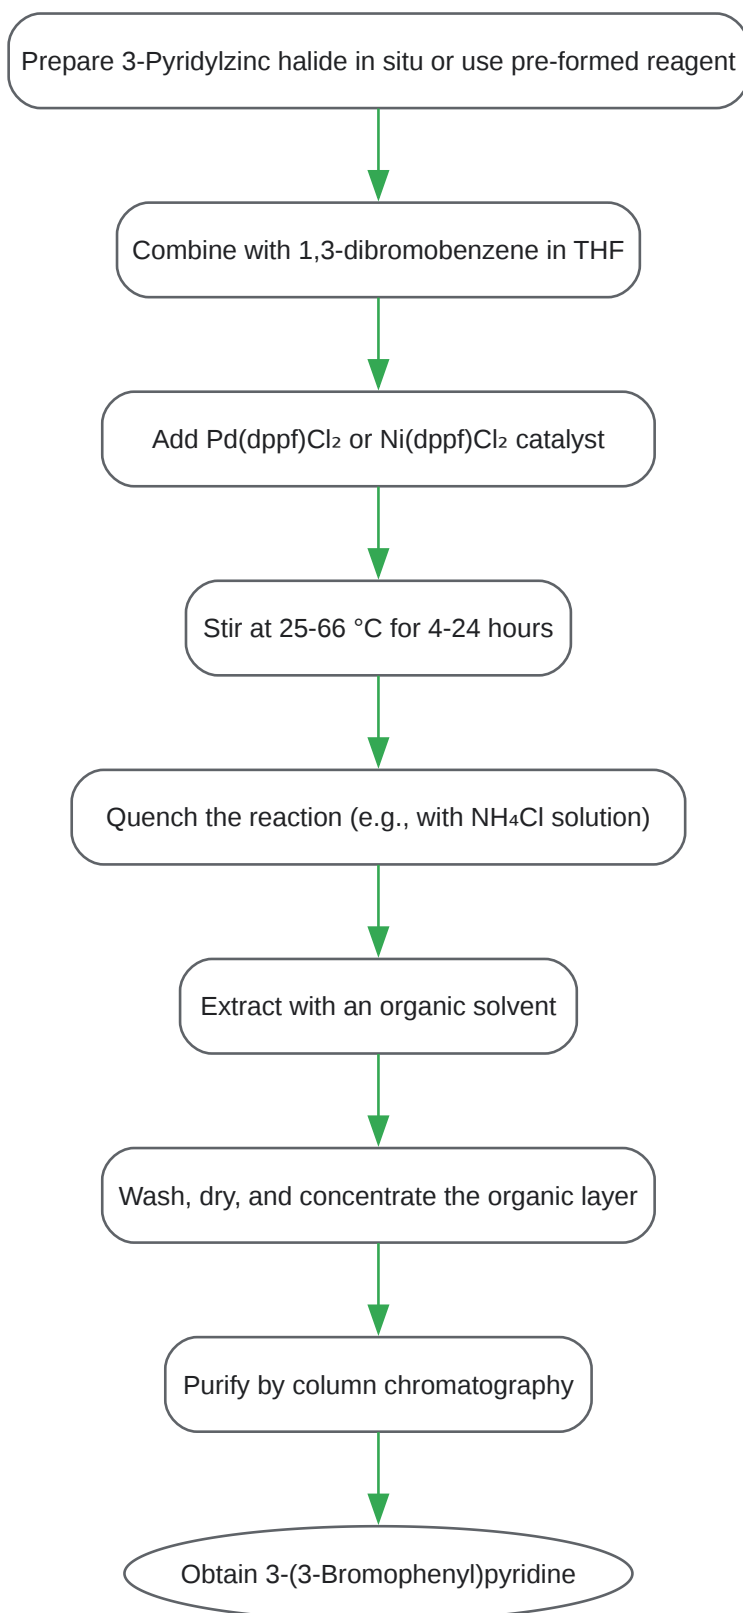 Prepare 3-Pyridylzinc halide in situ or use pre-formed reagent
Combine with 1,3-dibromobenzene in THF
Add Pd(dppf)Cl₂ or Ni(dppf)Cl₂ catalyst
Stir at 25-66 °C for 4-24 hours
Quench the reaction (e.g., with NH₄Cl solution)
Extract with an organic solvent
Wash, dry, and concentrate the organic layer
Purify by column chromatography
Obtain 3-(3-Bromophenyl)pyridine